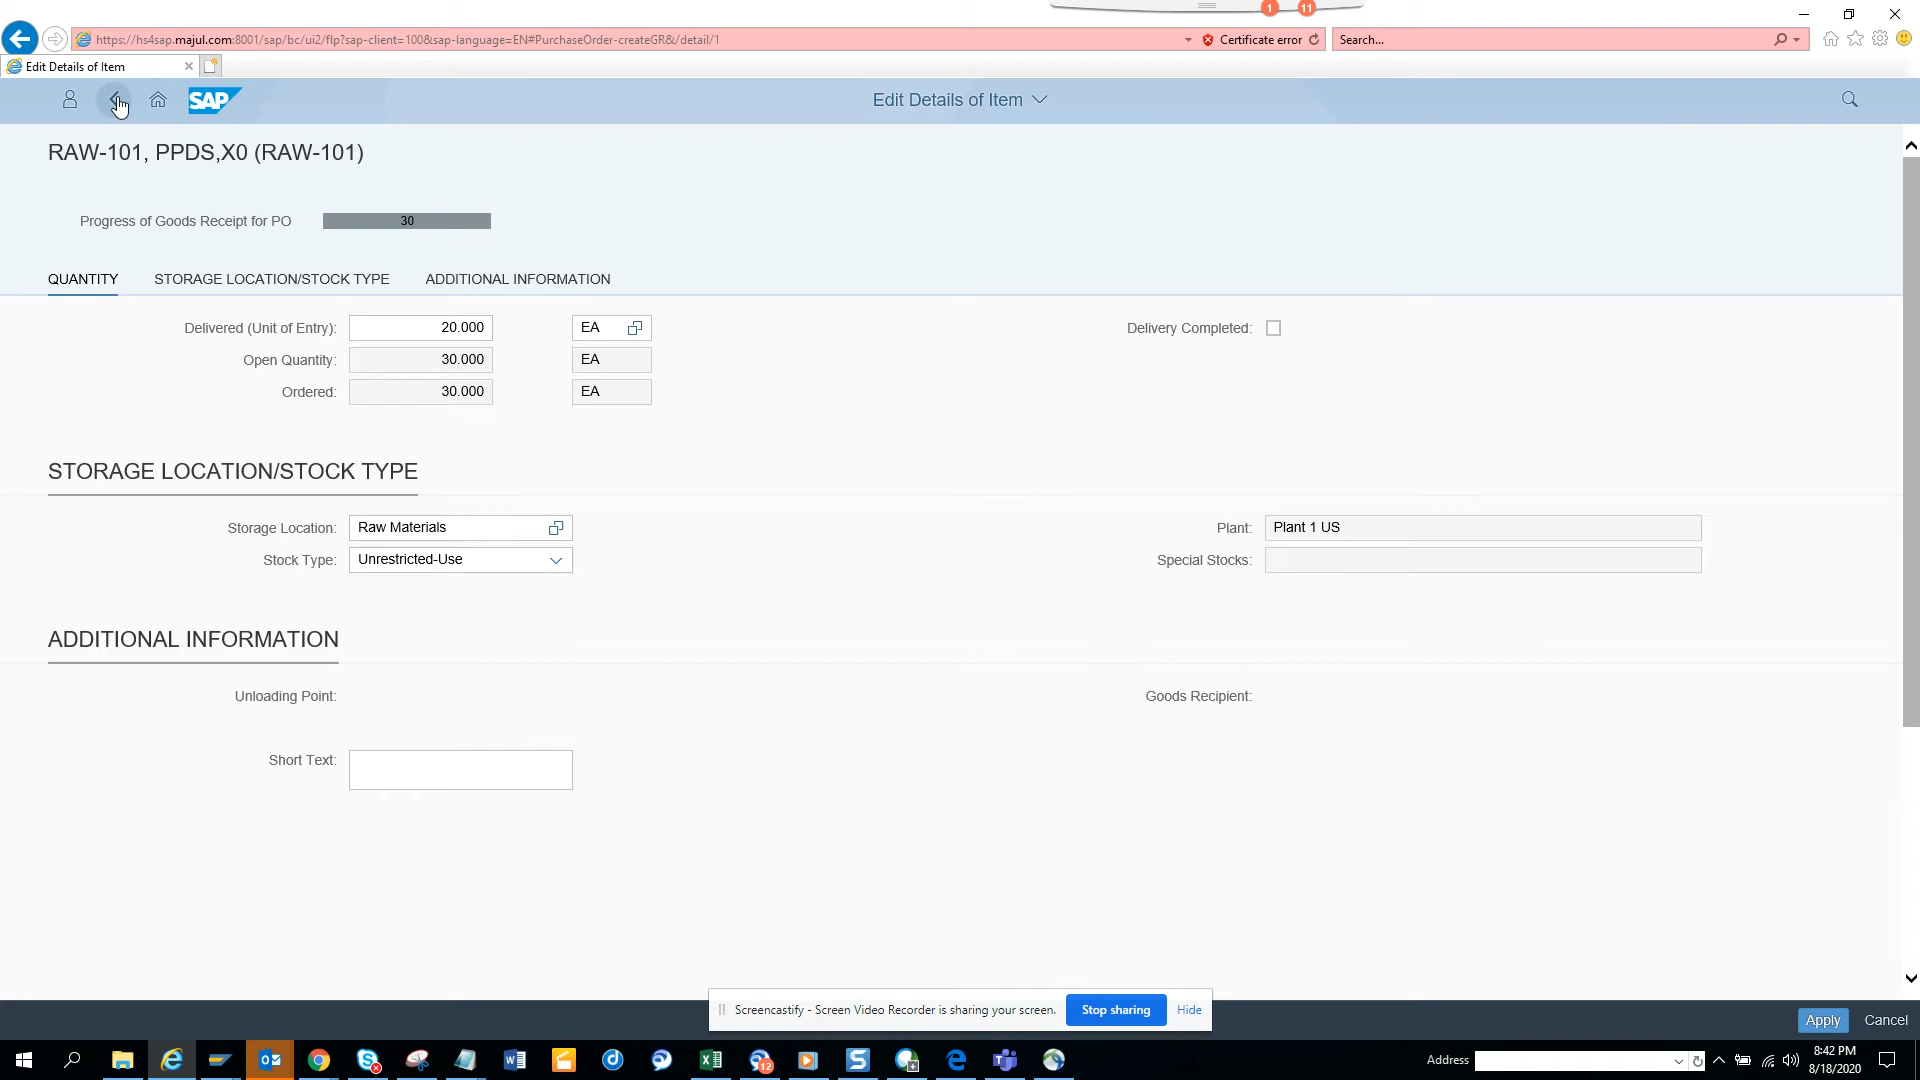 1 11
https://hs4sap.majul.com:8001/sap/bc/ui2/flp?sap-client=100&sap-language=EN#PurchaseOrder-createGR&/detail/1
Certificate error
Search...
Edit Details of Item
SAP
Edit Details of Item
RAW-101, PPDS,X0 (RAW-101)
Progress of Goods Receipt for PO 30
QUANTITY STORAGE LOCATION/STOCK TYPE ADDITIONAL INFORMATION
Delivered (Unit of Entry): 20.000 EA Delivery Completed:
Open Quantity: 30.000 EA
Ordered: 30.000 EA
STORAGE LOCATION/STOCK TYPE
Storage Location: Raw Materials Plant: Plant 1 US
Stock Type: Unrestricted-Use Special Stocks:
ADDITIONAL INFORMATION
Unloading Point: Goods Recipient:
Short Text:
Screencastify - Screen Video Recorder is sharing your screen. Stop sharing Hide
Apply Cancel
12
Address
8:42 PM
8/18/2020